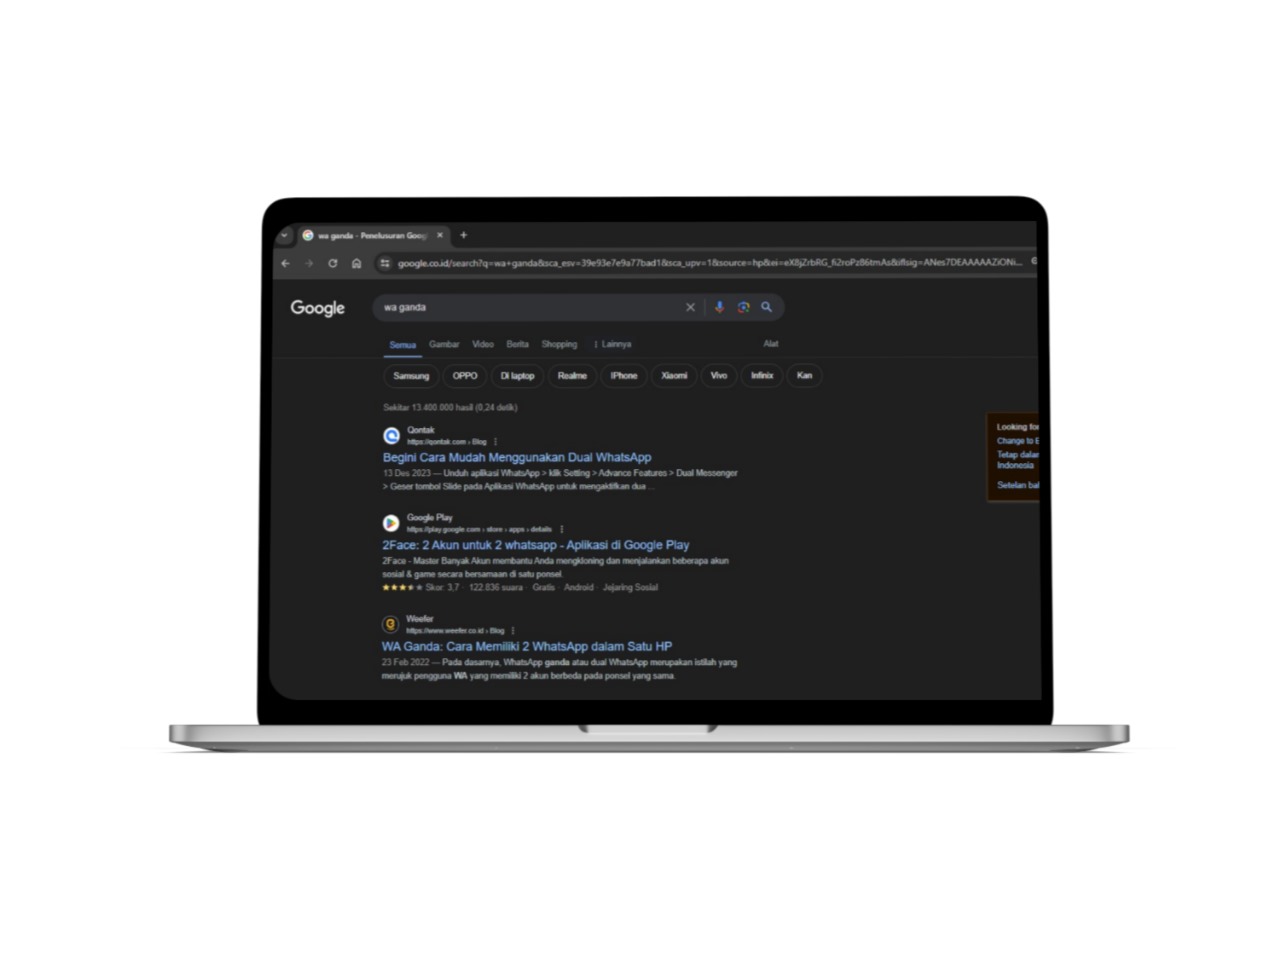 wa ganda - Penelusuran Goog
google.co.id/search?q=wa+ganda&sca_esv=39e93e7e9a77bad1&sca_upv=1&source=hp&ei=eX8jZrbRG_62roPz86tmAs&iflsig=ANes7DEAAAAAZiONi...
Google
wa ganda
Semua Gambar Video Berita Shopping Lainnya Alat
Samsung OPPO Di laptop Realme IPhone Xiaomi Vivo Infinix Kan
Sekitar 13.400.000 hasil (0,24 detik)
Looking for
Change to E
Tetap dalam
Indonesia
Setelan bah
Qontak
https://qontak.com › Blog
Begini Cara Mudah Menggunakan Dual WhatsApp
13 Des 2023 — Unduh aplikasi WhatsApp > klik Setting > Advance Features > Dual Messenger
> Geser tombol Slide pada Aplikasi WhatsApp untuk mengaktifkan dua ...
Google Play
https://play.google.com › store › apps › details
2Face: 2 Akun untuk 2 whatsapp - Aplikasi di Google Play
2Face - Master Banyak Akun membantu Anda mengkloning dan menjalankan beberapa akun
sosial & game secara bersamaan di satu ponsel.
Skor: 3,7 · 122.836 suara · Gratis · Android · Jejaring Sosial
Weefer
https://www.weefer.co.id › Blog
WA Ganda: Cara Memiliki 2 WhatsApp dalam Satu HP
23 Feb 2022 — Pada dasarnya, WhatsApp ganda atau dual WhatsApp merupakan istilah yang
merujuk pengguna WA yang memiliki 2 akun berbeda pada ponsel yang sama.